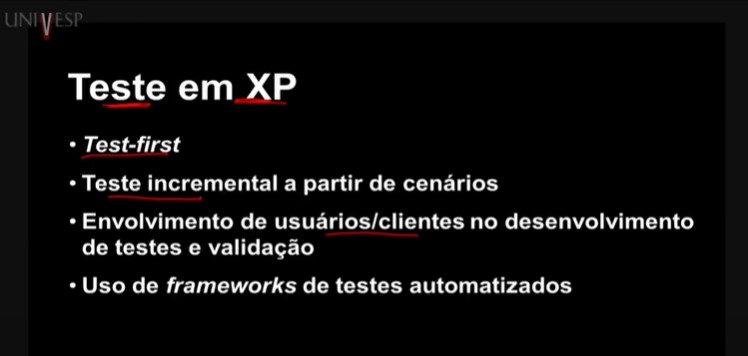 UNIVESP
Teste em XP
• Test-first
• Teste incremental a partir de cenários
• Envolvimento de usuários/clientes no desenvolvimento
de testes e validação
• Uso de frameworks de testes automatizados